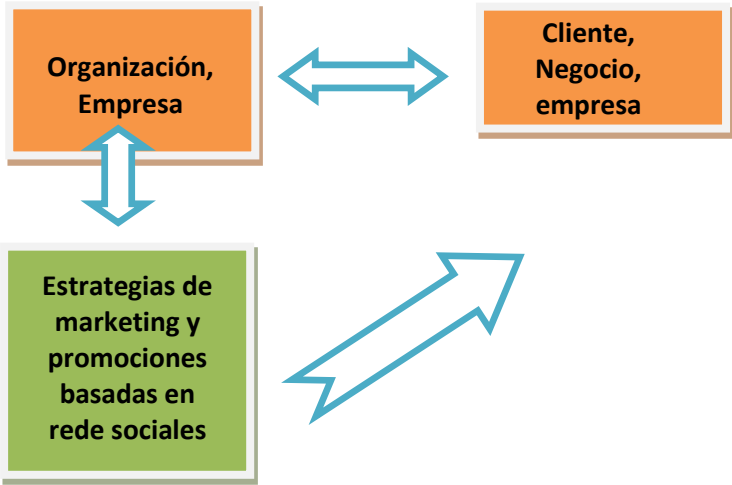 Organización,
Empresa
Cliente,
Negocio,
empresa
Estrategias de
marketing y
promociones
basadas en
rede sociales